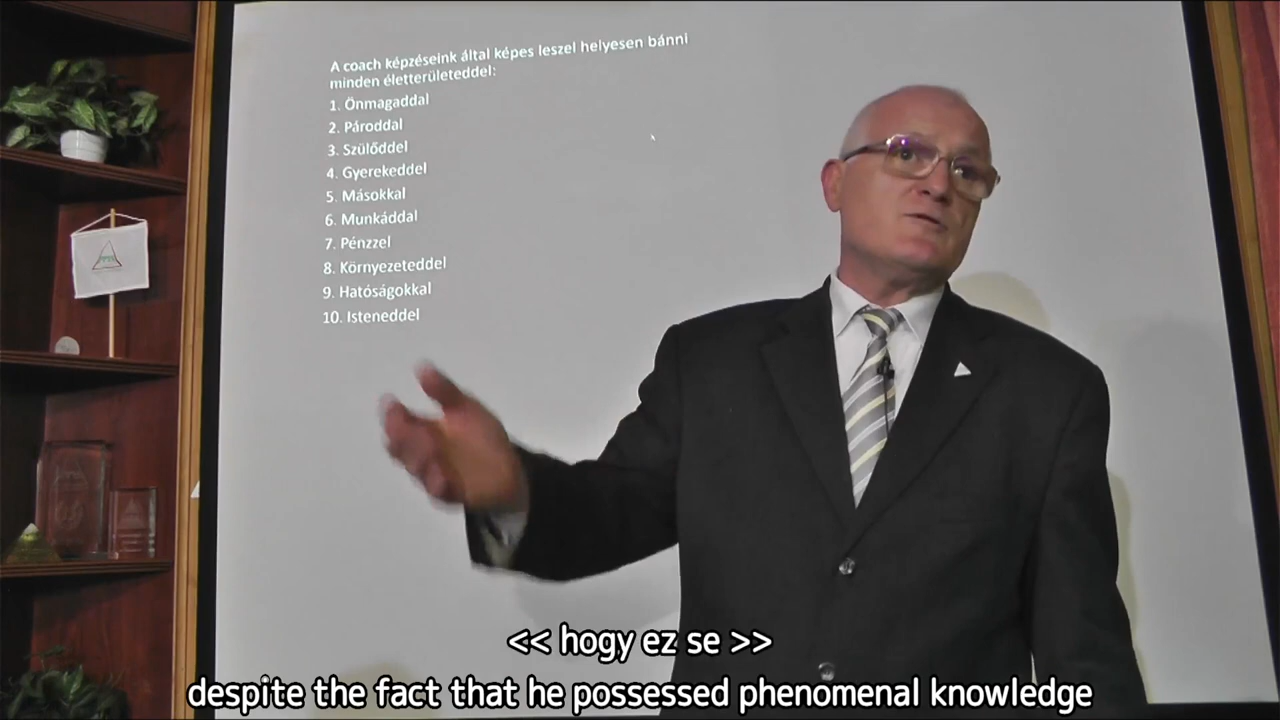 A coach képzéseink által képes leszel helyesen bánni
minden életterületeddel:
1. Önmagaddal
2. Pároddal
3. Szülőddel
4. Gyerekeddel
5. Másokkal
6. Munkáddal
7. Pénzzel
8. Környezeteddel
9. Hatóságokkal
10. Isteneddel
<< hogy ez se >>
despite the fact that he possessed phenomenal knowledge